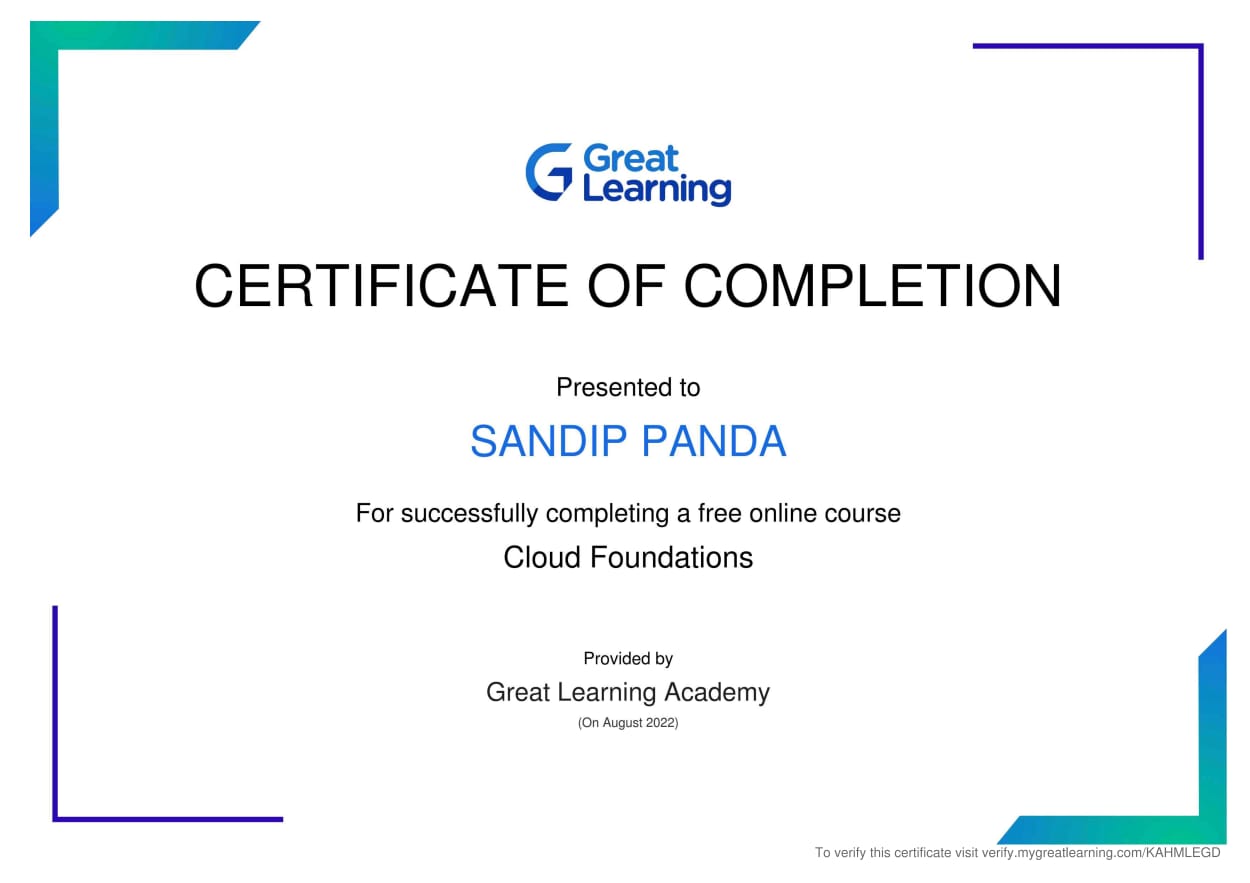 Great
Learning
CERTIFICATE OF COMPLETION
Presented to
SANDIP PANDA
For successfully completing a free online course
Cloud Foundations
Provided by
Great Learning Academy
(On August 2022)
To verify this certificate visit verify.mygreatlearning.com/KAHMLEGD